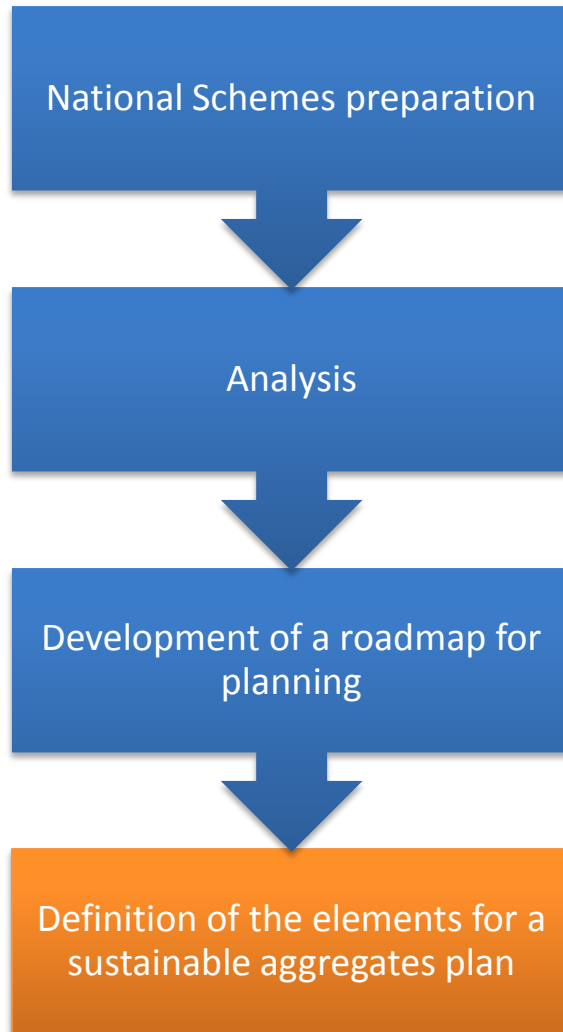 National Schemes preparation
Analysis
Development of a roadmap for
planning
Definition of the elements for a
sustainable aggregates plan